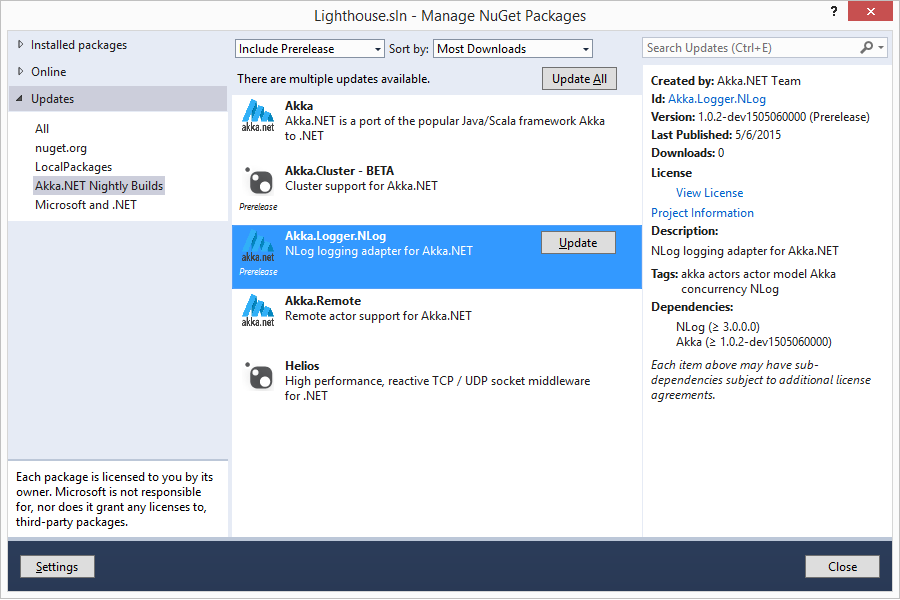 Lighthouse.sln - Manage NuGet Packages
?
Installed packages
Online
Updates
All
nuget.org
LocalPackages
Akka.NET Nightly Builds
Microsoft and .NET
Each package is licensed to you by its
owner. Microsoft is not responsible
for, nor does it grant any licenses to,
third-party packages.
Include Prerelease
Sort by:
Most Downloads
There are multiple updates available.
Update All
akka.net
Akka
Akka.NET is a port of the popular Java/Scala framework Akka
to .NET
Akka.Cluster - BETA
Cluster support for Akka.NET
Prerelease
akka.net
Akka.Logger.NLog
NLog logging adapter for Akka.NET
Prerelease
Update
akka.net
Akka.Remote
Remote actor support for Akka.NET
Helios
High performance, reactive TCP / UDP socket middleware
for .NET
Search Updates (Ctrl+E)
Created by: Akka.NET Team
Id: Akka.Logger.NLog
Version: 1.0.2-dev1505060000 (Prerelease)
Last Published: 5/6/2015
Downloads: 0
License
View License
Project Information
Description:
NLog logging adapter for Akka.NET
Tags: akka actors actor model Akka
concurrency NLog
Dependencies:
NLog (≥ 3.0.0.0)
Akka (≥ 1.0.2-dev1505060000)
Each item above may have sub-
dependencies subject to additional license
agreements.
Settings
Close